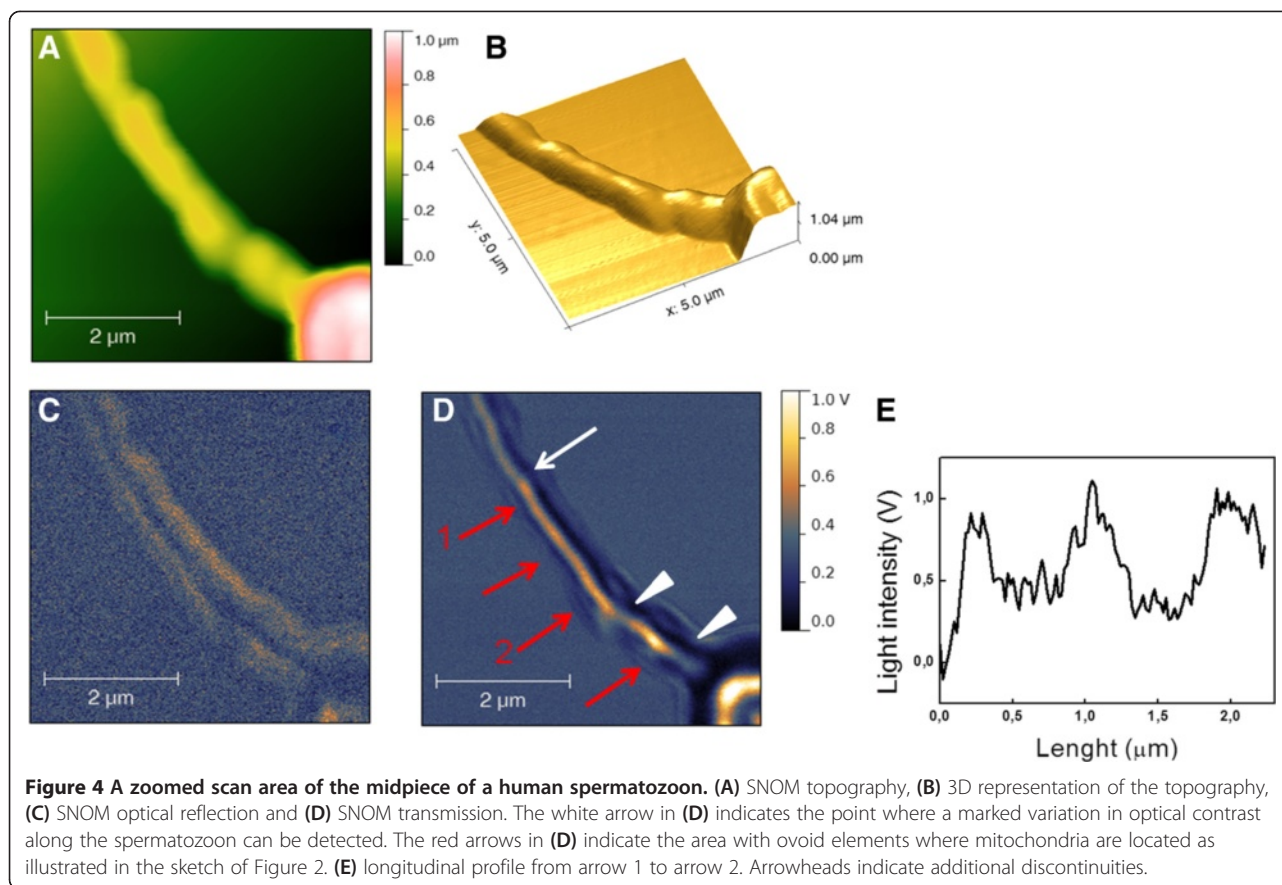 A
1.0 µm
0.8
0.6
0.4
0.2
0.0
2 µm
B
y: 5.0 µm
x: 5.0 µm
1.04 µm
0.00 µm
C
2 µm
D
1
2
2 µm
1.0 V
0.8
0.6
0.4
0.2
0.0
E
Light intensity (V)
1,0
0,5
0,0
0,0
0,5
1,0
1,5
2,0
Lenght (µm)
Figure 4 A zoomed scan area of the midpiece of a human spermatozoon. (A) SNOM topography, (B) 3D representation of the topography,
(C) SNOM optical reflection and (D) SNOM transmission. The white arrow in (D) indicates the point where a marked variation in optical contrast
along the spermatozoon can be detected. The red arrows in (D) indicate the area with ovoid elements where mitochondria are located as
illustrated in the sketch of Figure 2. (E) longitudinal profile from arrow 1 to arrow 2. Arrowheads indicate additional discontinuities.